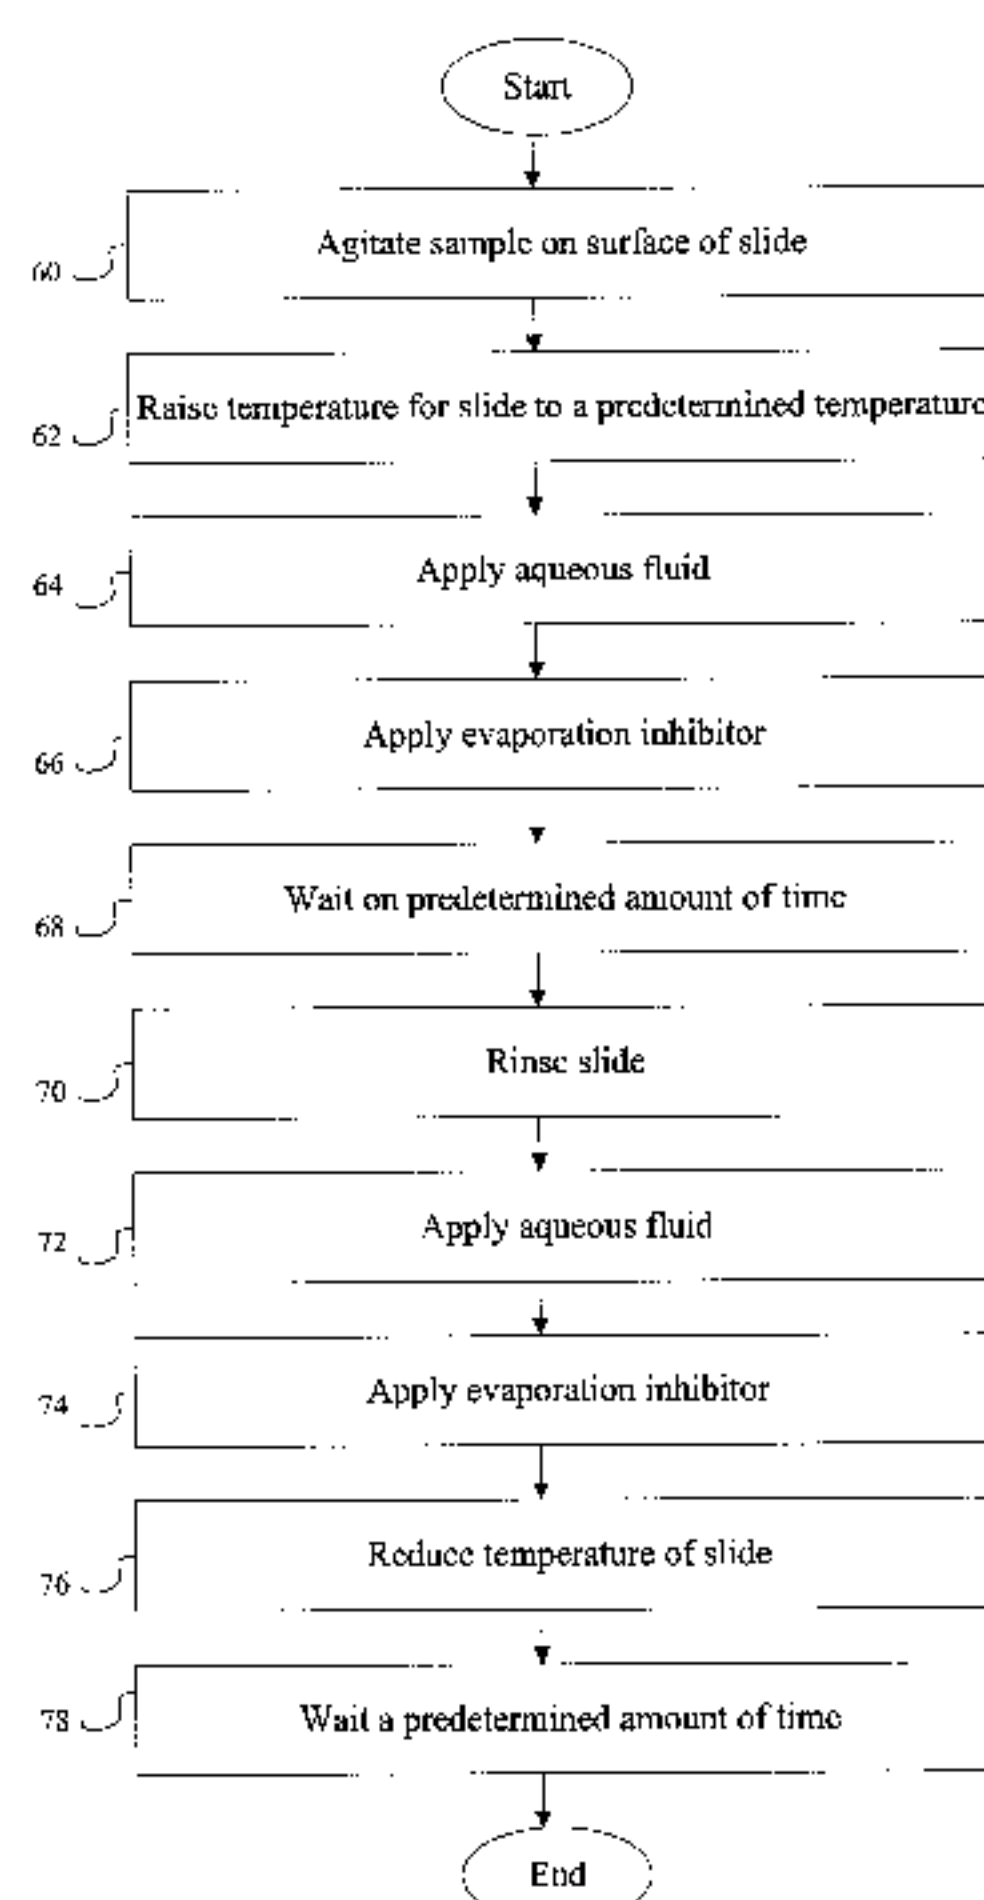 Start
60
Agitate sample on surface of slide
62
Raise temperature for slide to a predetermined temperature
64
Apply aqueous fluid
66
Apply evaporation inhibitor
68
Wait on predetermined amount of time
70
Rinse slide
72
Apply aqueous fluid
74
Apply evaporation inhibitor
76
Reduce temperature of slide
78
Wait a predetermined amount of time
End